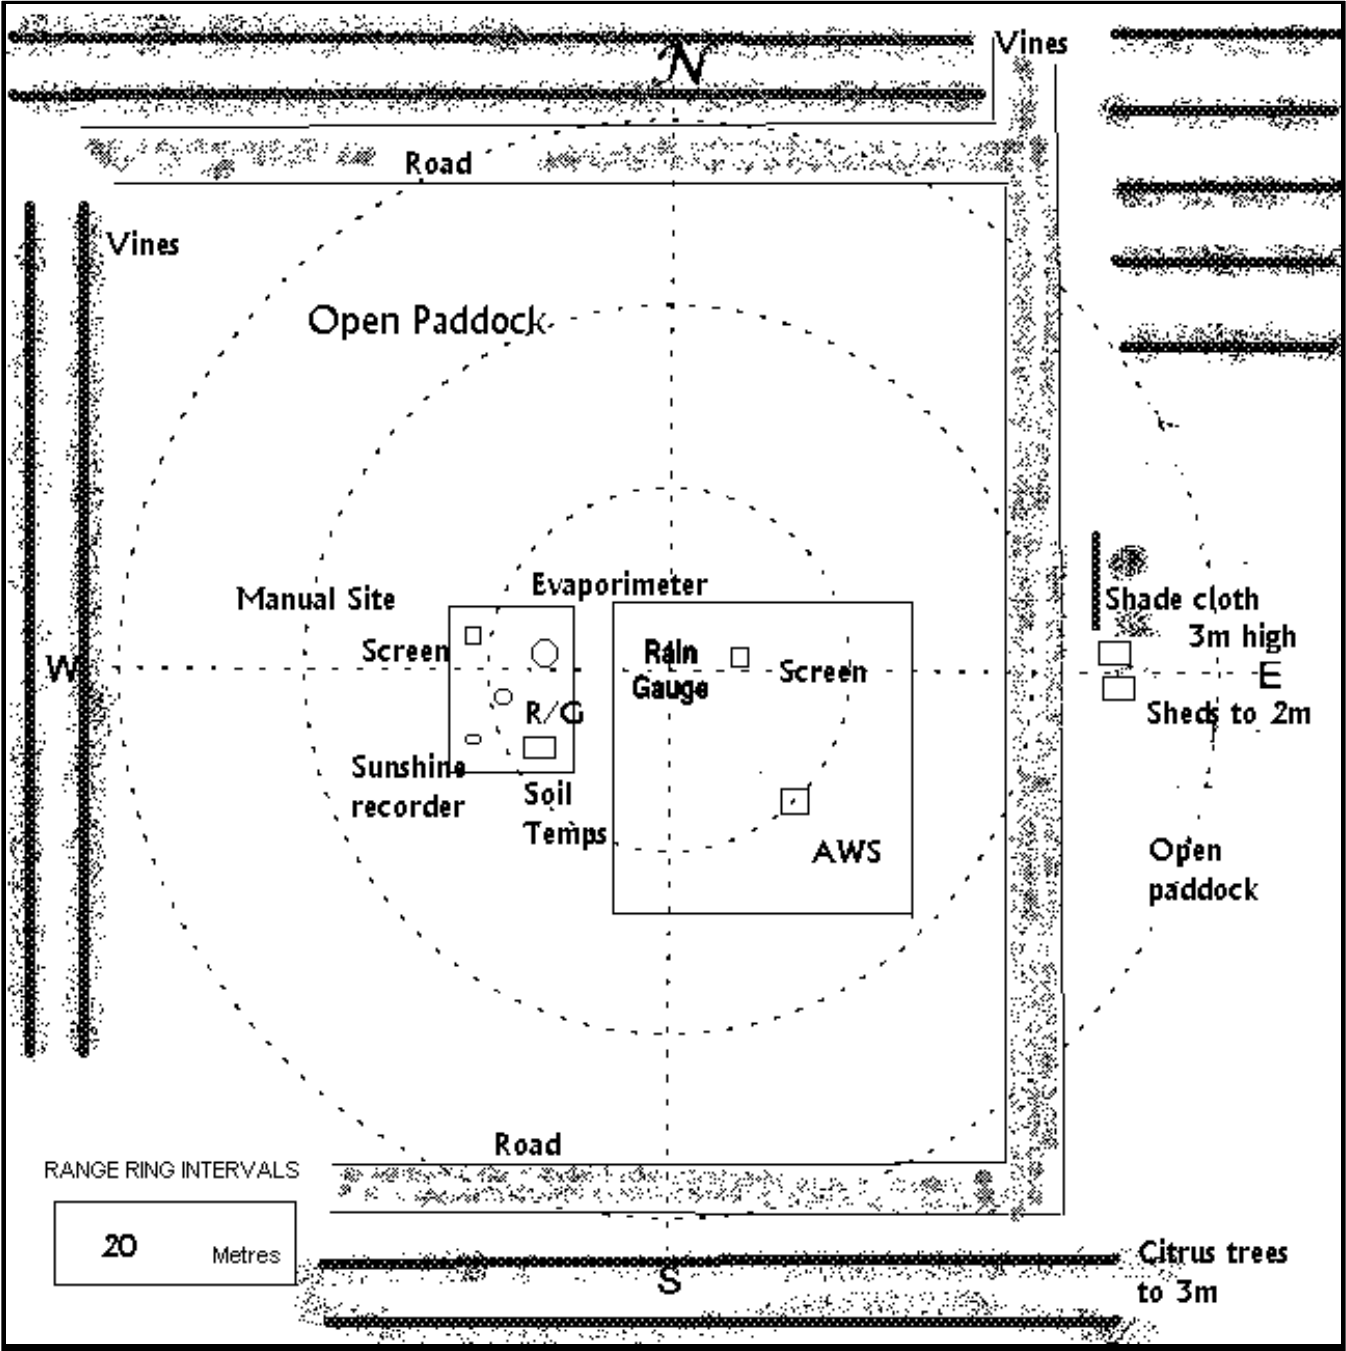 N
Vines
Road
Vines
Open Paddock
Evaporimeter
Manual Site
Shade cloth
3m high
Screen
Rain
Gauge
Screen
W
E
R/G
Sheds to 2m
Sunshine
recorder
Soil
Temps
AWS
Open
paddock
Road
RANGE RING INTERVALS
20 Metres
Citrus trees
to 3m
S